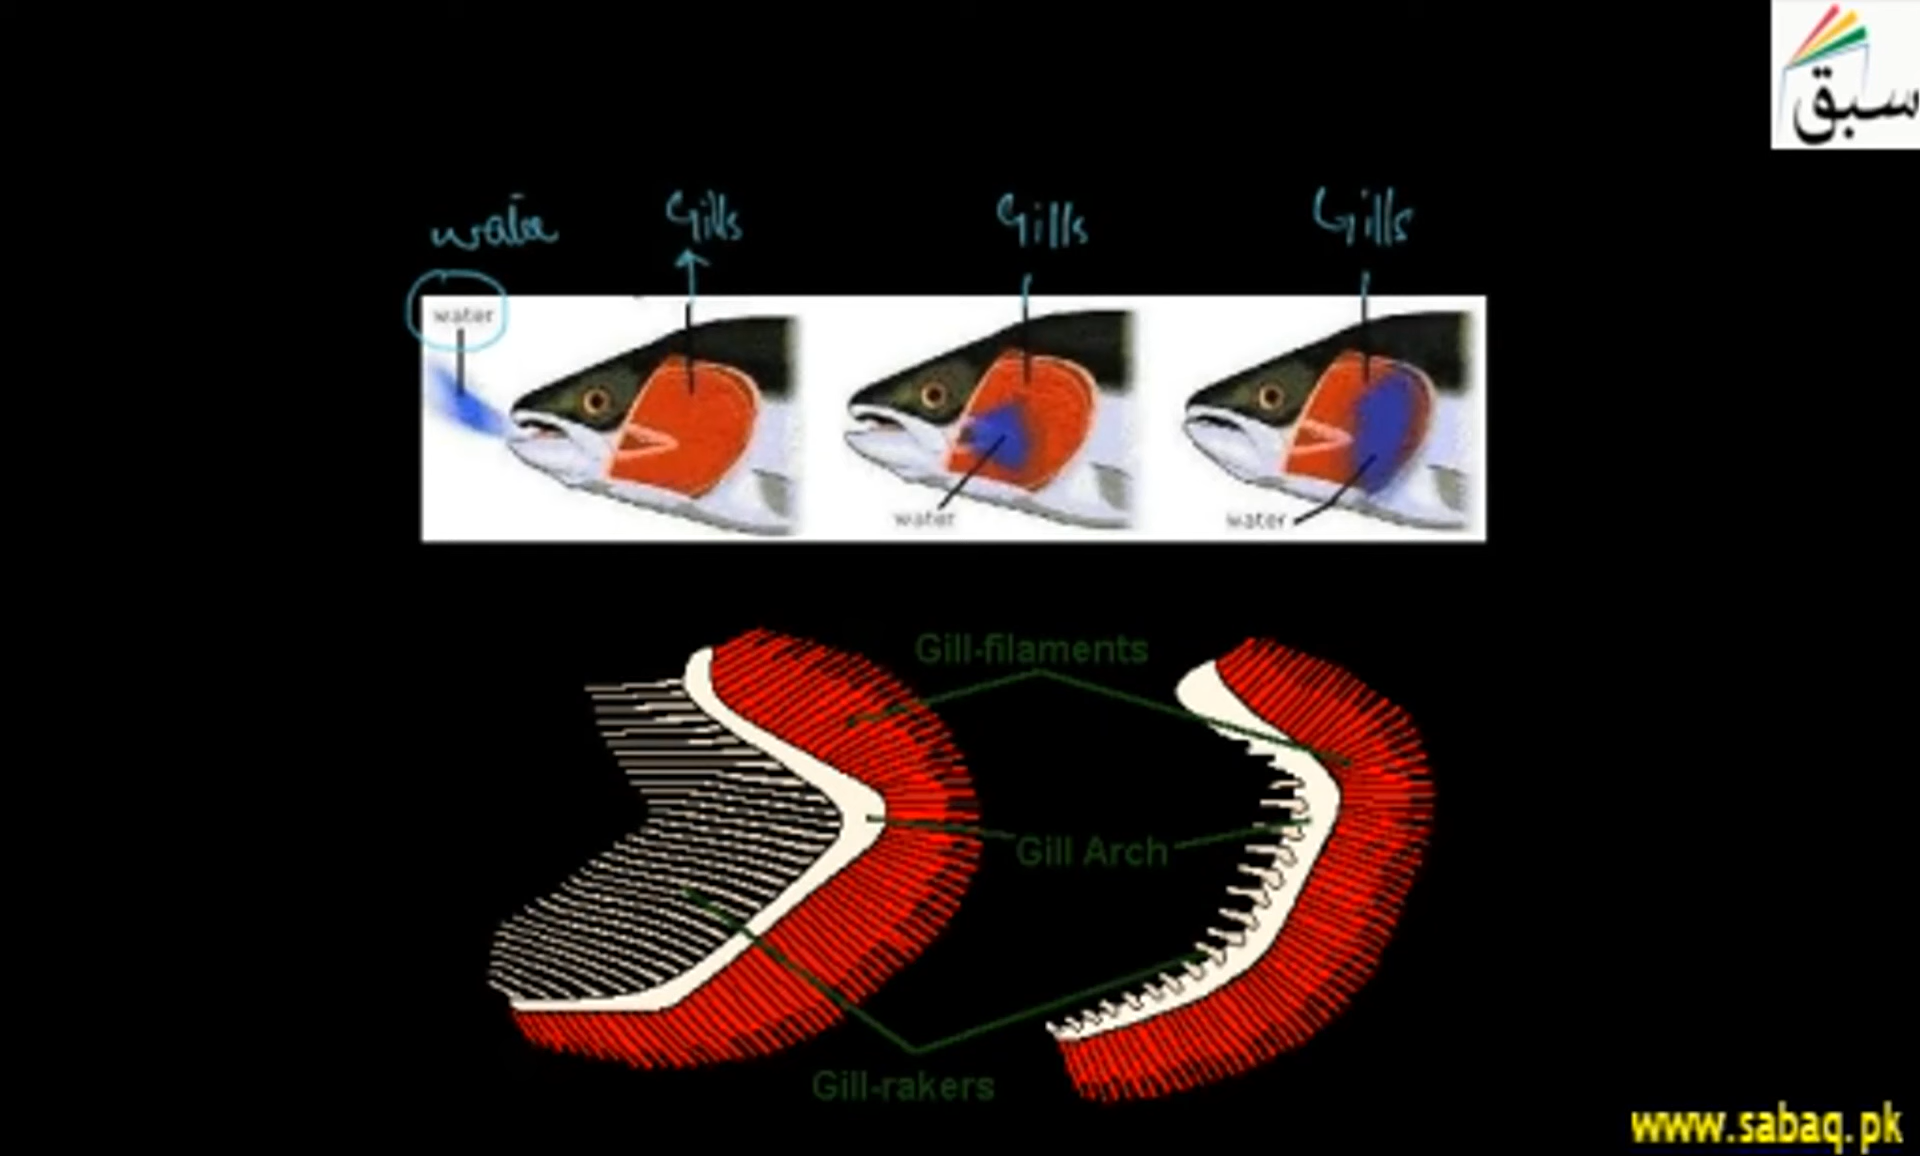 سبق
water Gills Gills Gills
water
water
water
Gill-filaments
Gill Arch
Gill-rakers
www.sabaq.pk